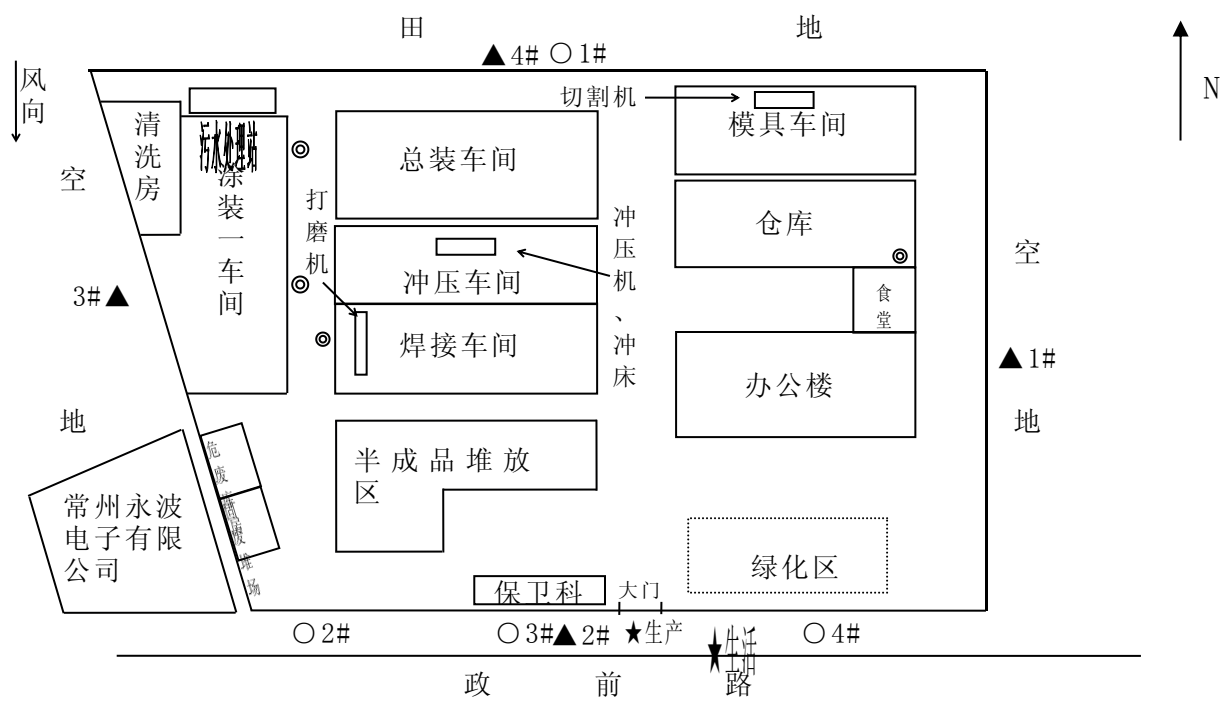 田 地
▲4# ○1#
风向
N
切割机
清洗房
污水处理站
总装车间
模具车间
空
涂装一车间
打磨机
仓库
冲压机、冲床
空
冲压车间
食堂
3#▲
焊接车间
▲1#
办公楼
地
地
危废
半成品堆放
区
常州永波
电子有限
公司
堆场
绿化区
保卫科
大门
○2#
○3#▲2#
★生产
★生活
○4#
政 前 路